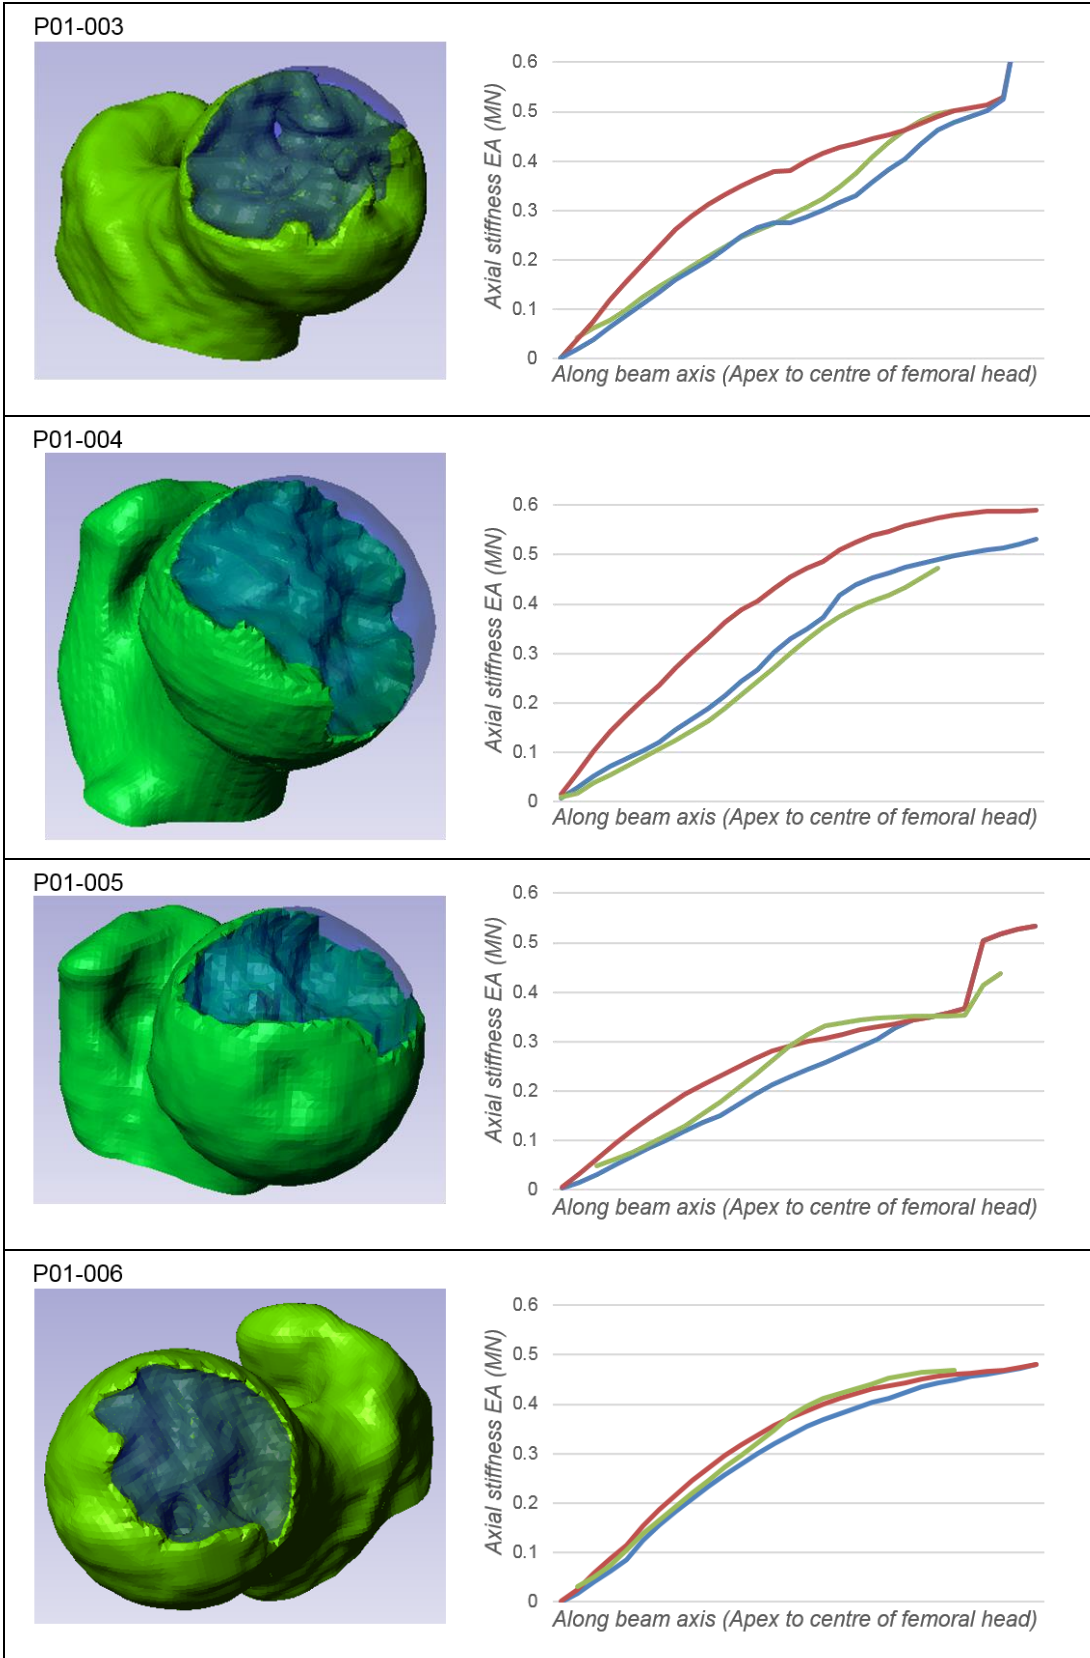 P01-003
Axial stiffness EA (MN)
0.6
0.5
0.4
0.3
0.2
0.1
0
Along beam axis (Apex to centre of femoral head)
P01-004
Axial stiffness EA (MN)
0.6
0.5
0.4
0.3
0.2
0.1
0
Along beam axis (Apex to centre of femoral head)
P01-005
Axial stiffness EA (MN)
0.6
0.5
0.4
0.3
0.2
0.1
0
Along beam axis (Apex to centre of femoral head)
P01-006
Axial stiffness EA (MN)
0.6
0.5
0.4
0.3
0.2
0.1
0
Along beam axis (Apex to centre of femoral head)